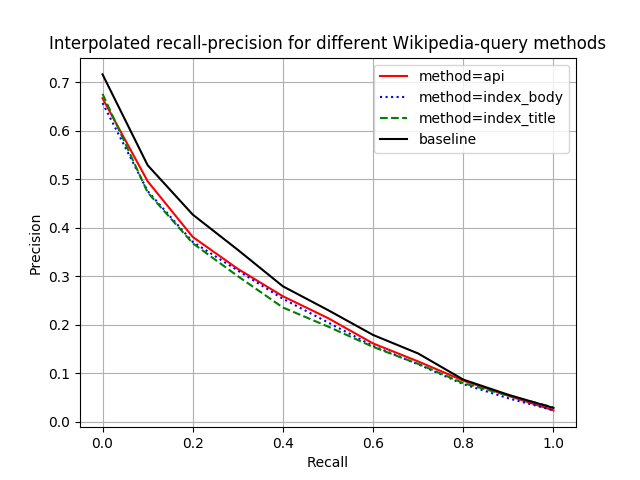 Interpolated recall-precision for different Wikipedia-query methods
method=api
method=index_body
method=index_title
baseline
Precision
0.7
0.6
0.5
0.4
0.3
0.2
0.1
0.0
0.0 0.2 0.4 0.6 0.8 1.0
Recall